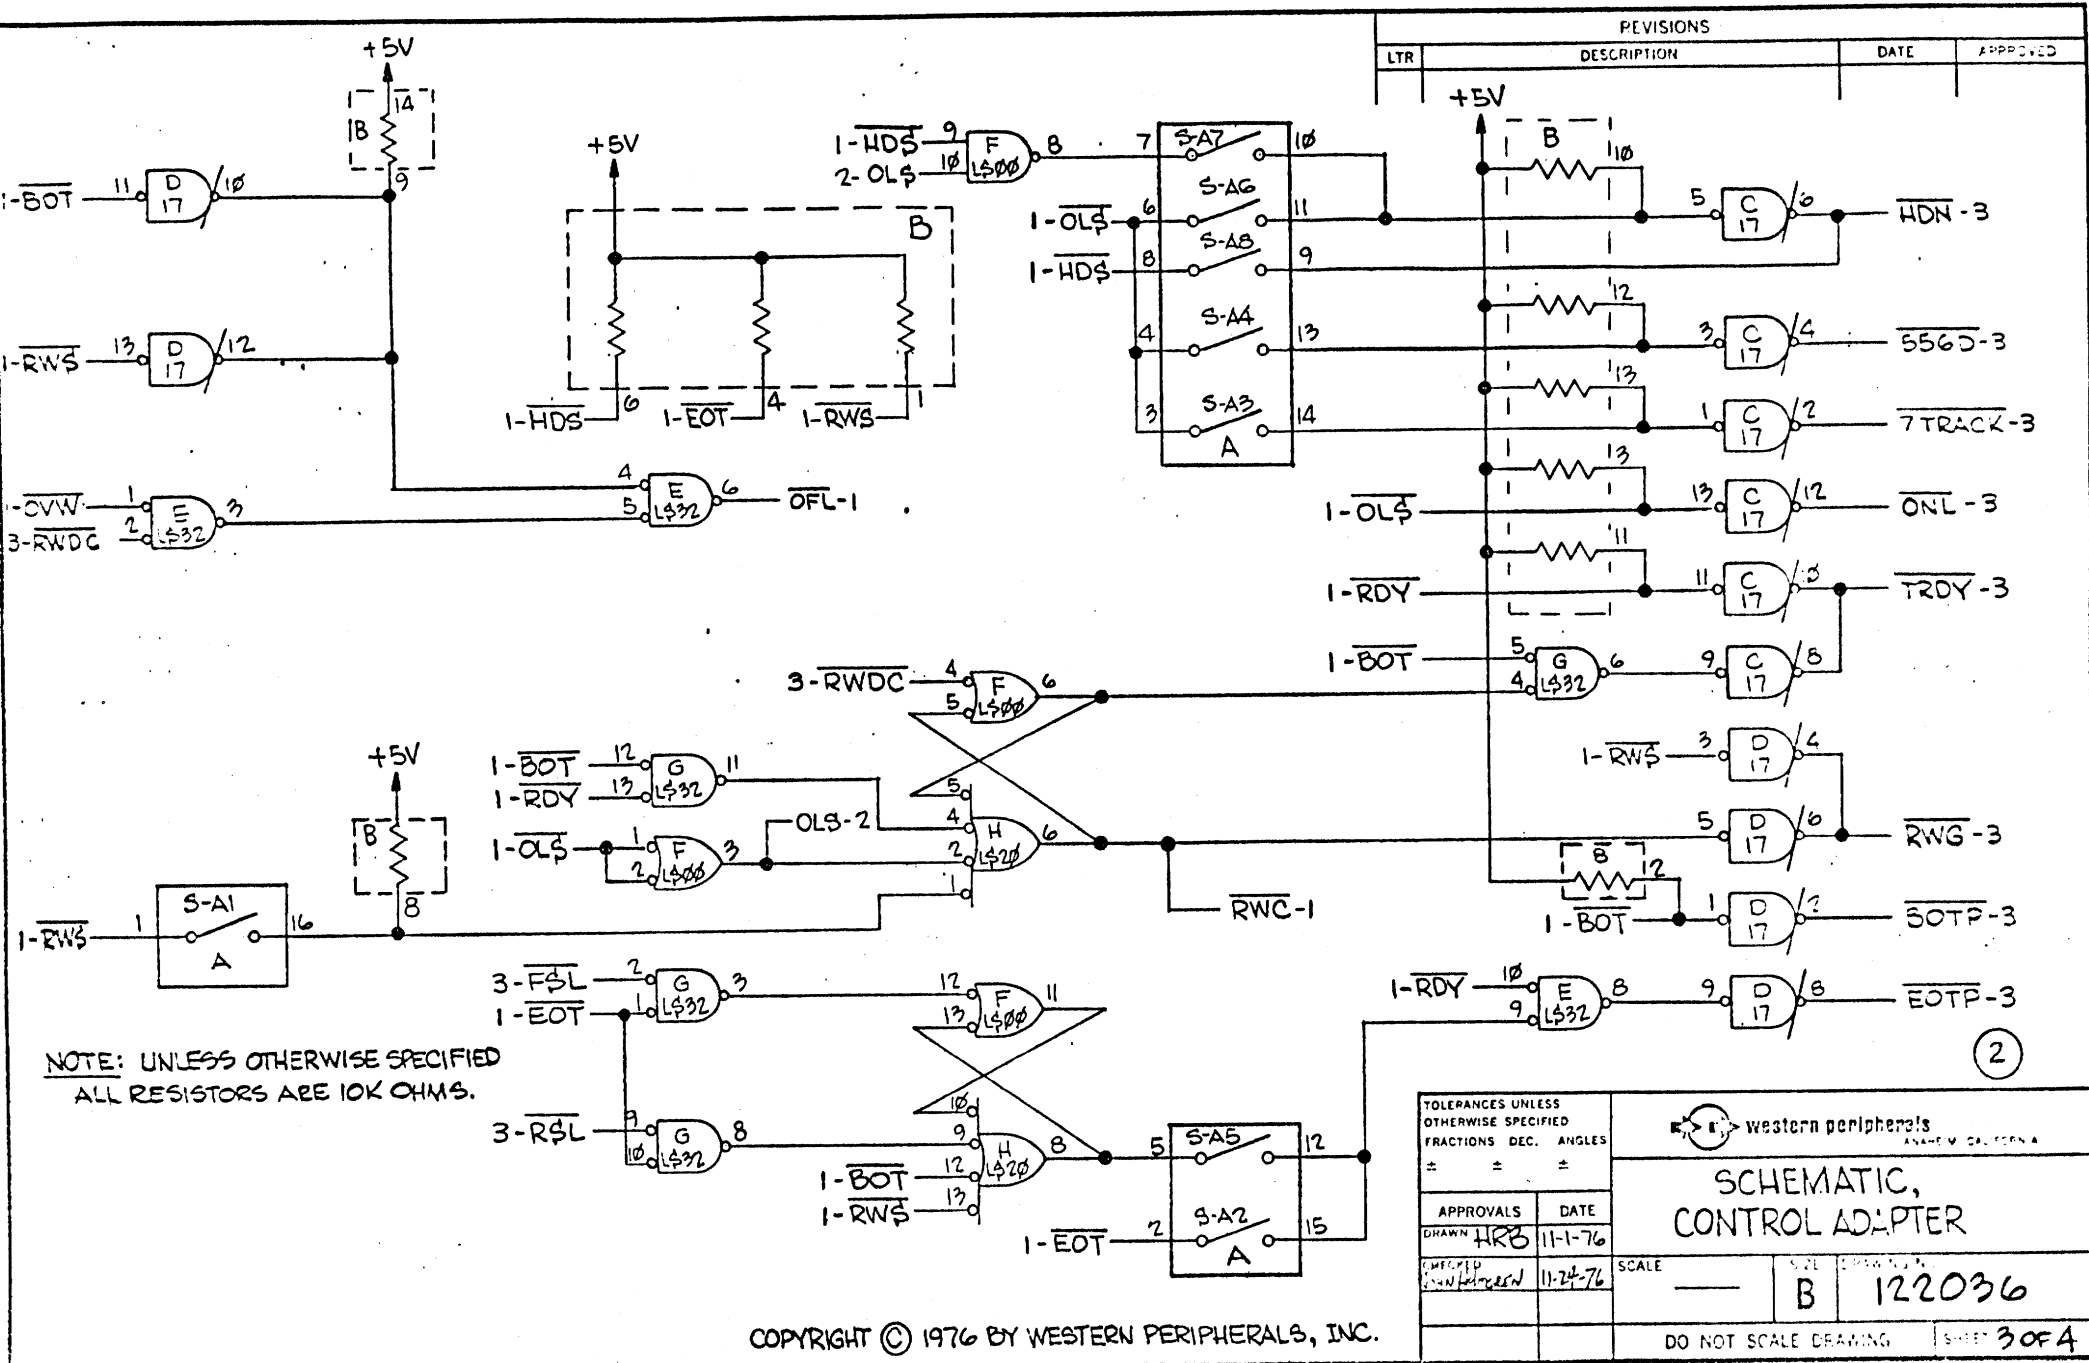 REVISIONS
LTR DESCRIPTION DATE APPROVED
+5V
14
B
9
1-BOT 11 D 17 10
1-RWS 13 D 17 12
1-OVW 1
3-RWDC 2 E LS32 3
4
5 E LS32 6 OFL-1
+5V
B
1-HDS 6 1-EOT 4 1-RWS 1
1-HDS 9
2-OLS 10 F LS00 8
7 S-A7 10
1-OLS 6 S-A6 11
1-HDS 8 S-A8 9
4 S-A4 13
3 S-A3 14
A
+5V
B
10
5 C 17 6 HDN-3
12
3 C 17 4 556D-3
13
1 C 17 2 7TRACK-3
13
1-OLS 13 C 17 12 ONL-3
11
1-RDY 11 C 17 TRDY-3
1-BOT 5
4 G LS32 6 9 C 17 8
3-RWDC 4
5 F LS00 6
1-RWS 3 D 17 4
1-BOT 12
1-RDY 13 G LS32 11
1-OLS 1
2 F LS00 3 OLS-2
5
4
2
1 H LS20 6
RWC-1
5 D 17 6 RWG-3
B 2
1-BOT 1 D 17 2 BOTP-3
+5V
B
8
1-RWS 1 S-A1 16
A
3-FSL 2
1-EOT 1 G LS32 3
12
13 F LS00 11
3-RSL 9
10 G LS32 8
10
9
1-BOT 12
1-RWS 13
H LS20 8
5 S-A5 12
1-EOT 2 S-A2 15
A
1-RDY 10
9 E LS32 8 9 D 17 8 EOTP-3
2
NOTE: UNLESS OTHERWISE SPECIFIED
ALL RESISTORS ARE 10K OHMS.
TOLERANCES UNLESS
OTHERWISE SPECIFIED
FRACTIONS DEC. ANGLES
± ± ±
APPROVALS DATE
DRAWN HRB 11-1-76
CHECKED 11-24-76
western peripherals
ANAHEIM CALIFORNIA
SCHEMATIC,
CONTROL ADAPTER
SCALE SIZE B DRAWING NO. 122036
DO NOT SCALE DRAWING SHEET 3 OF 4
COPYRIGHT © 1976 BY WESTERN PERIPHERALS, INC.